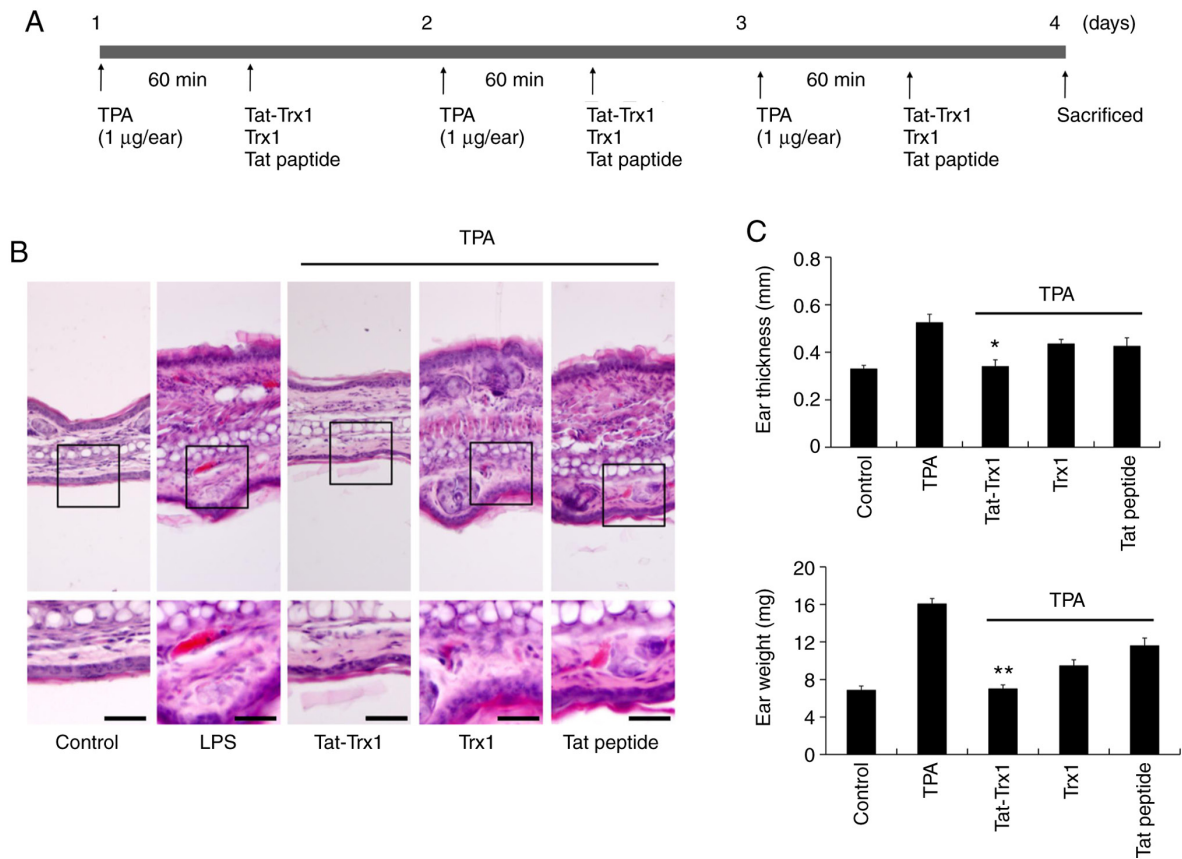 A
1 2 3 4 (days)
60 min 60 min 60 min
TPA Tat-Trx1 TPA Tat-Trx1 TPA Tat-Trx1 Sacrificed
(1 μg/ear) Trx1 (1 μg/ear) Trx1 (1 μg/ear) Trx1
Tat paptide Tat paptide Tat paptide
B
TPA
Control LPS Tat-Trx1 Trx1 Tat peptide
C
Ear thickness (mm)
0.8
0.6
0.4
0.2
0
TPA
*
Control TPA Tat-Trx1 Trx1 Tat peptide
Ear weight (mg)
20
16
12
8
4
0
TPA
**
Control TPA Tat-Trx1 Trx1 Tat peptide